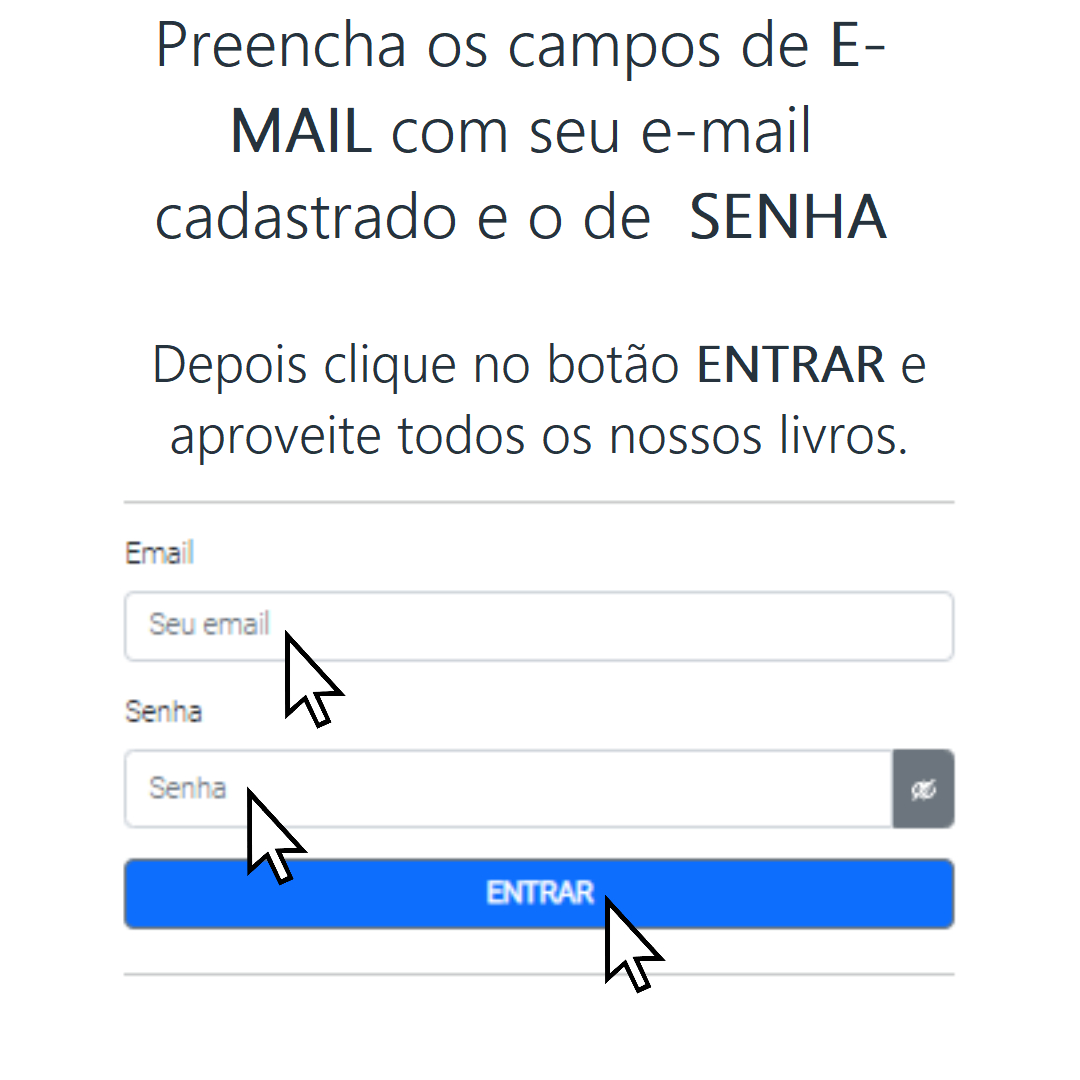 Preencha os campos de E-
MAIL com seu e-mail
cadastrado e o de SENHA
Depois clique no botão ENTRAR e
aproveite todos os nossos livros.
Email
Seu email
Senha
Senha
ENTRAR